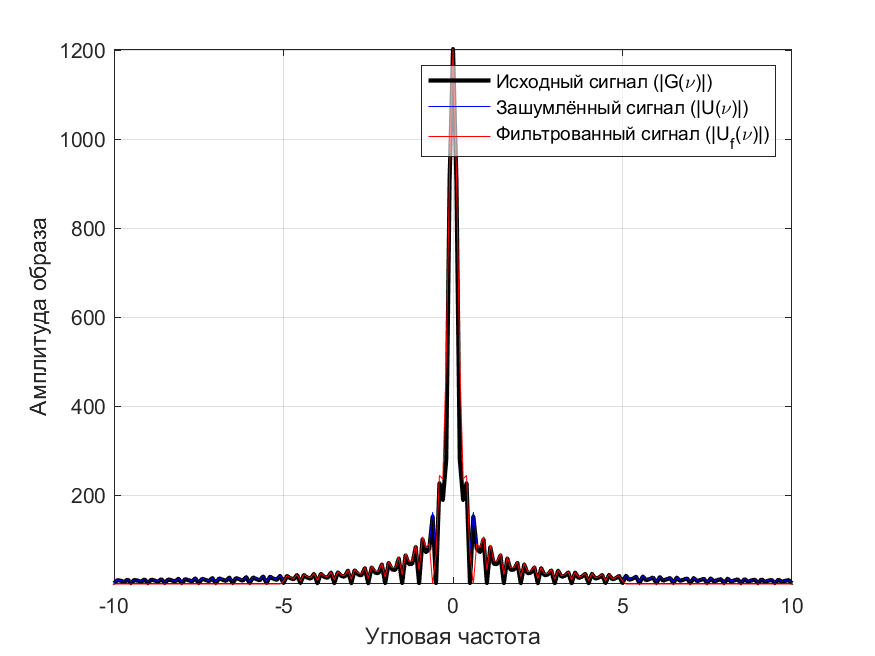 1200
1000
800
600
400
200
-10
-5
0
5
10
Амплитуда образа
Угловая частота
Исходный сигнал (|G(ν)|)
Зашумлённый сигнал (|U(ν)|)
Фильтрованный сигнал (|U_f(ν)|)